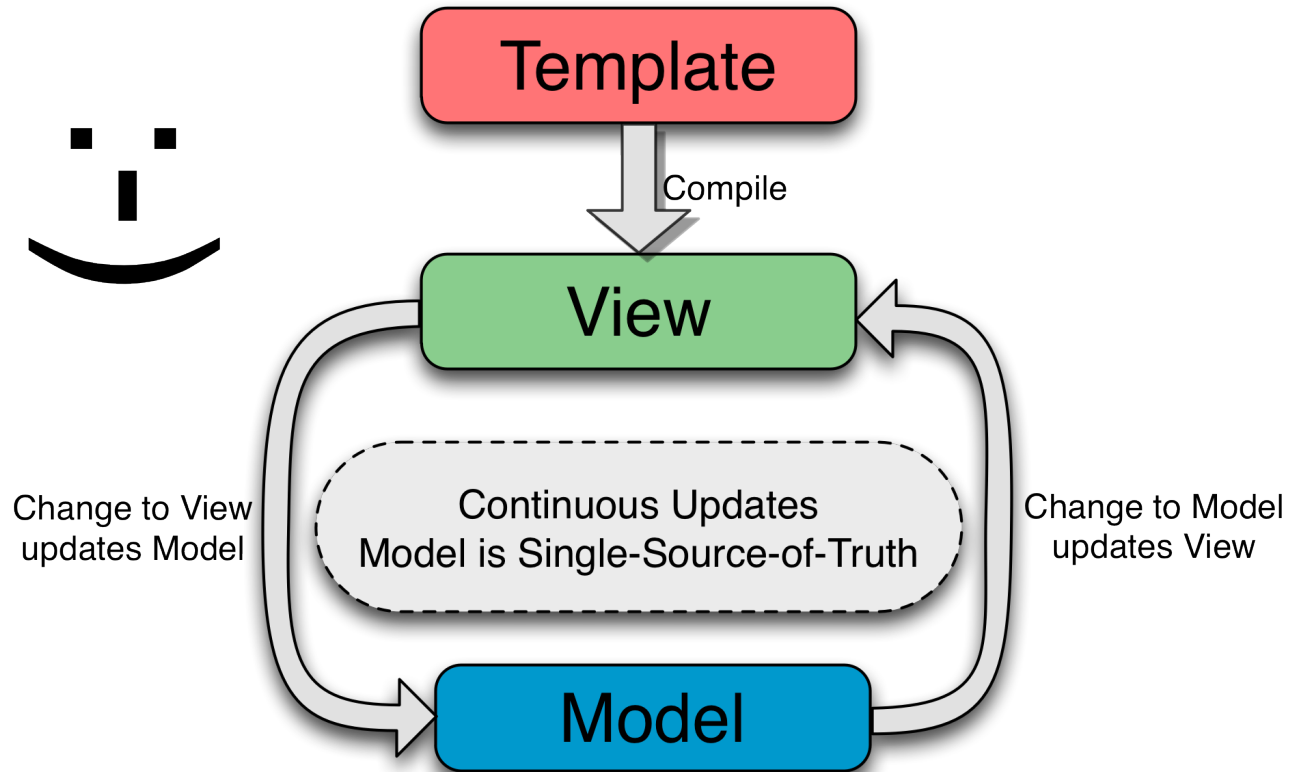 Template
Compile
View
Change to View
updates Model
Continuous Updates
Model is Single-Source-of-Truth
Change to Model
updates View
Model